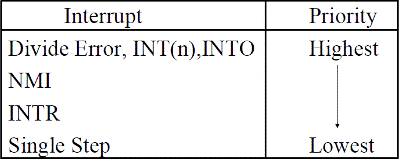 Interrupt Priority
Divide Error, INT(n),INTO Highest
NMI
INTR
Single Step Lowest